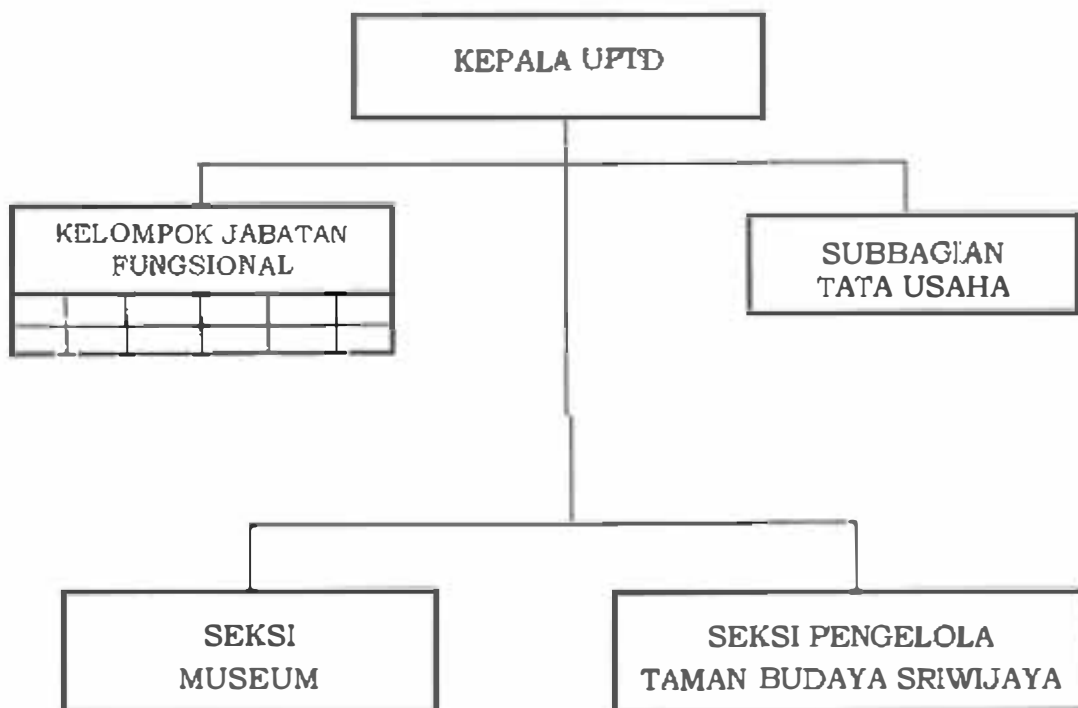 KEPALA UPTD
KELOMPOK JABATAN
FUNGSIONAL
SUBBAGIAN
TATA USAHA
SEKSI
MUSEUM
SEKSI PENGELOLA
TAMAN BUDAYA SRIWIJAYA